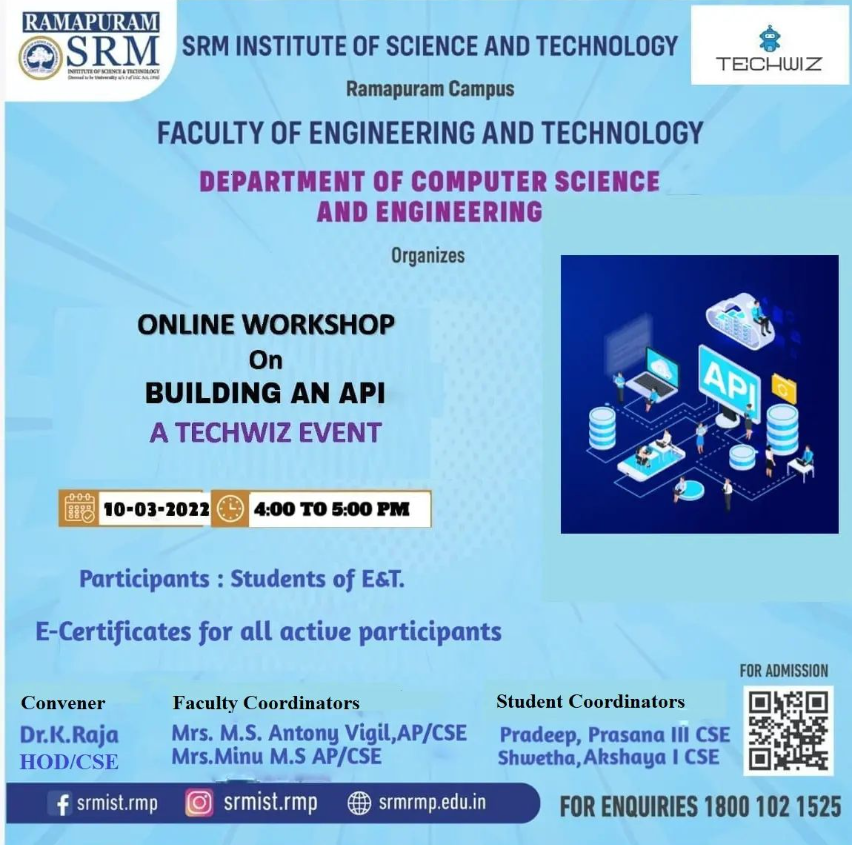 RAMAPURAM
SRM
INSTITUTE OF SCIENCE & TECHNOLOGY
SRM INSTITUTE OF SCIENCE AND TECHNOLOGY
TECHWIZ
Ramapuram Campus
FACULTY OF ENGINEERING AND TECHNOLOGY
DEPARTMENT OF COMPUTER SCIENCE
AND ENGINEERING
Organizes
ONLINE WORKSHOP
On
BUILDING AN API
A TECHWIZ EVENT
API
10-03-2022 4:00 TO 5:00 PM
Participants : Students of E&T.
E-Certificates for all active participants
FOR ADMISSION
Convener
Dr.K.Raja
HOD/CSE
Faculty Coordinators
Mrs. M.S. Antony Vigil,AP/CSE
Mrs.Minu M.S AP/CSE
Student Coordinators
Pradeep, Prasana III CSE
Shwetha,Akshaya I CSE
srmist.rmp srmist.rmp srmrmp.edu.in
FOR ENQUIRIES 1800 102 1525